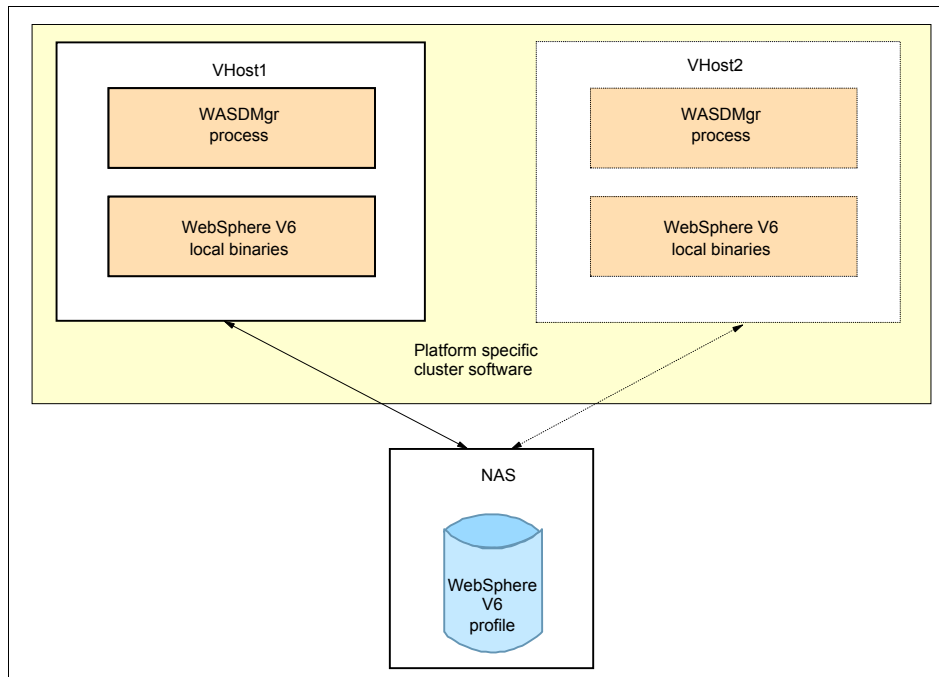 VHost1
WASDMgr
process
WebSphere V6
local binaries
VHost2
WASDMgr
process
WebSphere V6
local binaries
Platform specific
cluster software
NAS
WebSphere
V6
profile